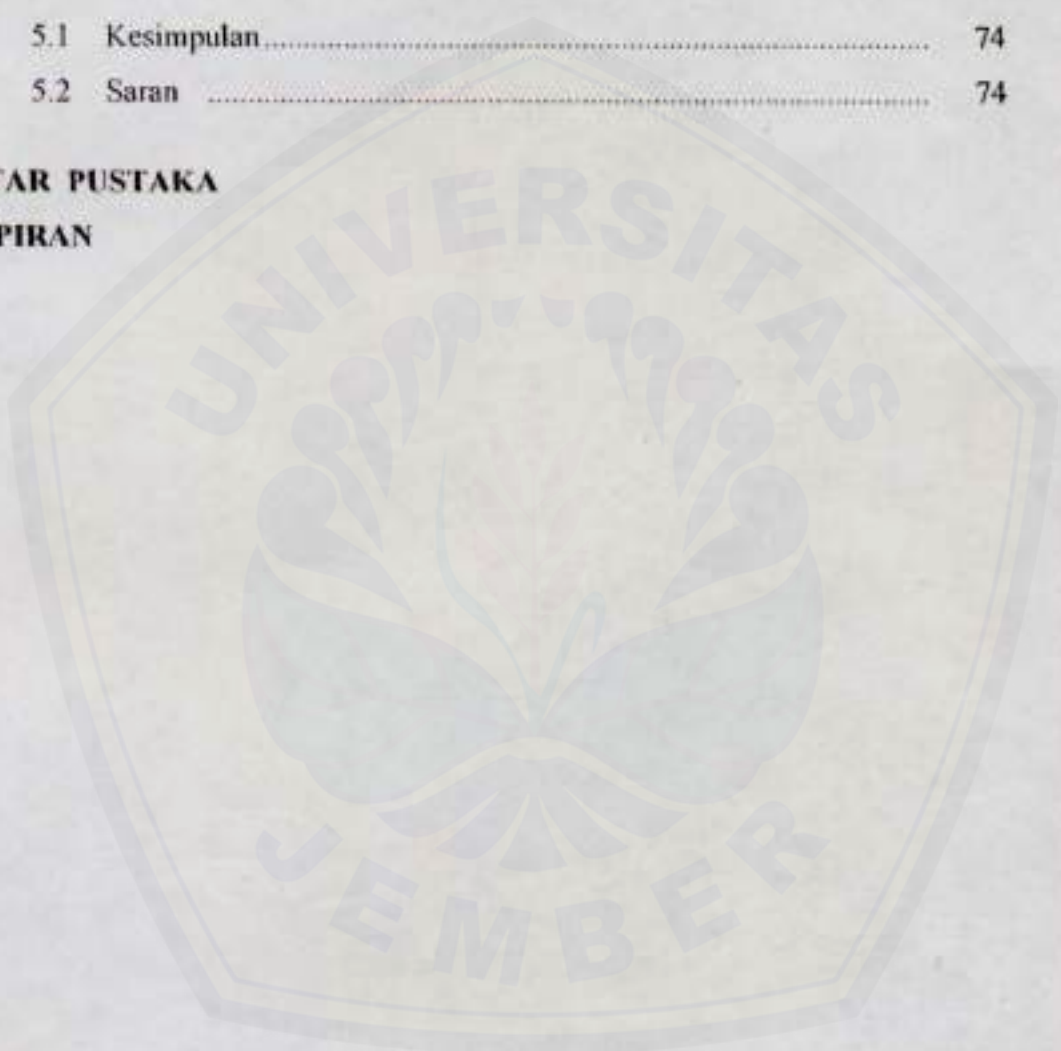 5.1 Kesimpulan........................................................................ 74
5.2 Saran ........................................................................ 74
TAR PUSTAKA
PIRAN
UNIVERSITAS
JEMBER